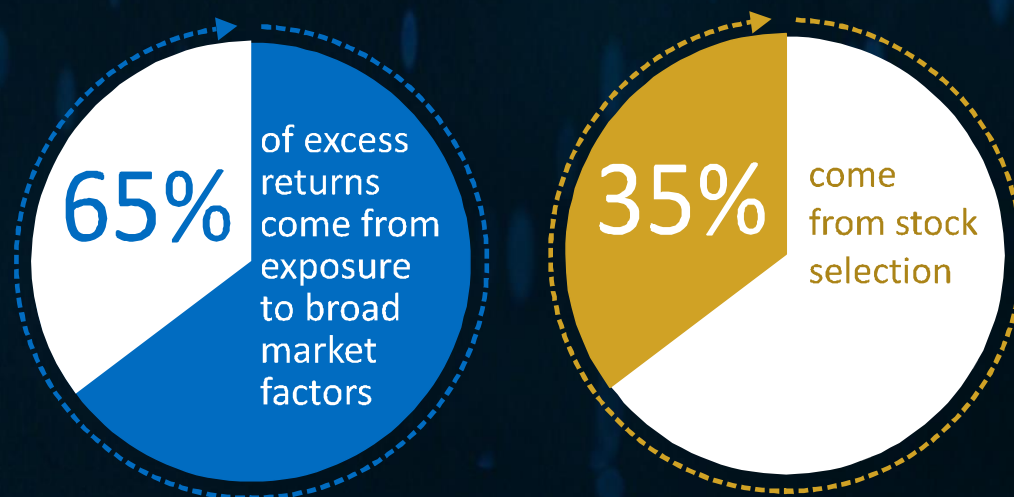 65%
of excess
returns
come from
exposure
to broad
market
factors
35%
come
from stock
selection